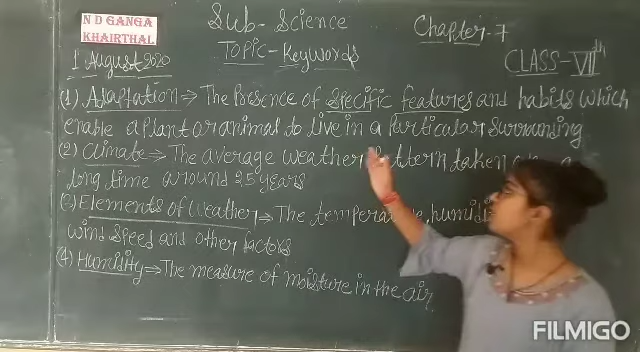 N D GANGA
KHAIRTHAL
Sub- Science
Chapter-7
1 August 2020
TOPIC- Keywords
CLASS-VII th
(1) Adaptation ⇒ The Presence of specific features and habits which
enable a plant or animal to live in a Purticular surrounding
(2) Climate ⇒ The average weather taken
long time around 25 years
(3) Elements of Weather ⇒ The
wind speed and other factors
(4) Humidity ⇒ The measure of moisture in the air.
FILMIGO